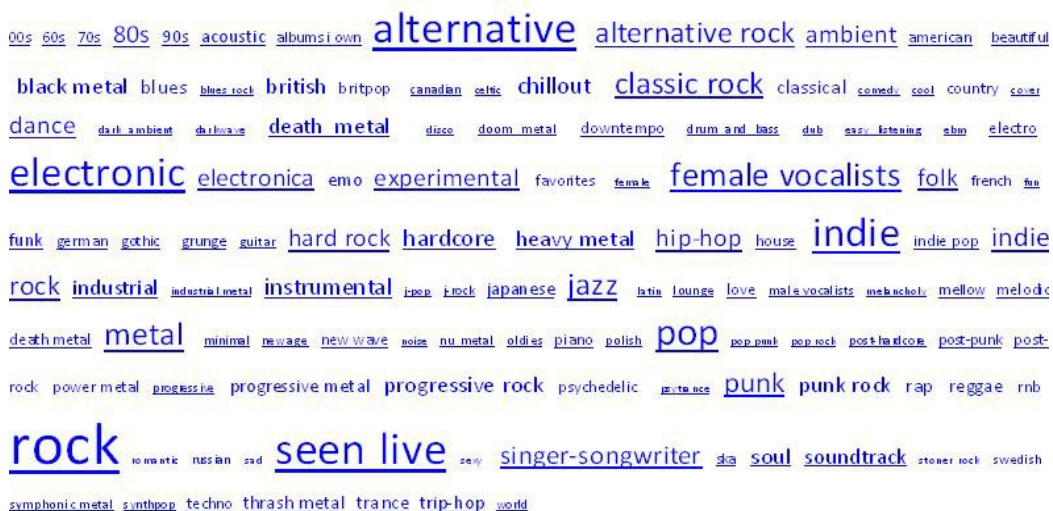 00s 60s 70s 80s 90s acoustic albums i own alternative alternative rock ambient american beautiful
black metal blues blues rock british britpop canadian celtic chillout classic rock classical comedy cool country cover
dance dark ambient darkwave death metal disco doom metal downtempo drum and bass dub easy listening ebm electro
electronic electronica emo experimental favorites female female vocalists folk french fun
funk german gothic grunge guitar hard rock hardcore heavy metal hip-hop house indie indie pop indie
rock industrial industrial metal instrumental j-pop j-rock japanese jazz latin lounge love male vocalists melancholy mellow melodic
death metal metal minimal new age new wave noise nu metal oldies piano polish pop pop punk pop rock post-hardcore post-punk post-
rock power metal progressive progressive metal progressive rock psychedelic psytrance punk punk rock rap reggae rnb
rock romantic russian sad seen live sexy singer-songwriter ska soul soundtrack stoner rock swedish
symphonic metal synthpop techno thrash metal trance trip-hop world